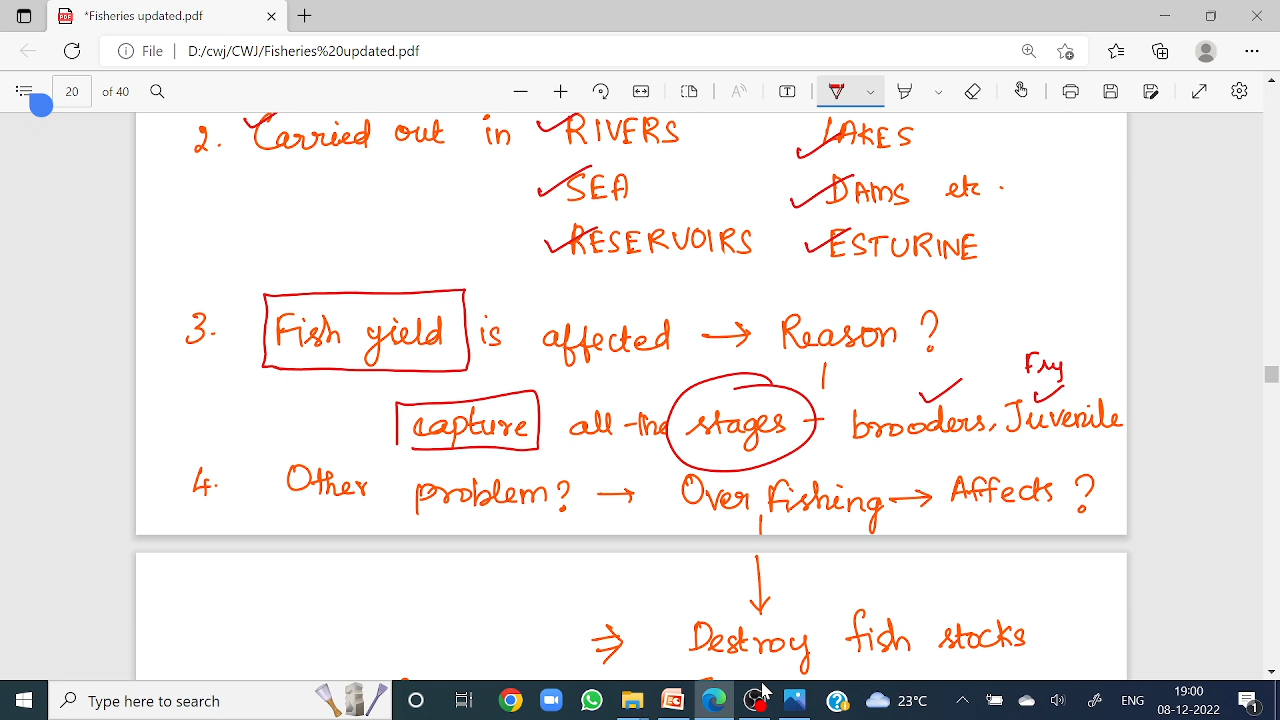 *Fisheries updated.pdf
File D:/cwj/CWJ/Fisheries%20updated.pdf
20 of 40
2. Carried out in RIVERS LAKES
SEA DAMS etc.
RESERVOIRS ESTURINE
3. Fish yield is affected → Reason?
Fry
capture all the stages - brooders, Juvenile
4. Other problem? → Over fishing → Affects?
⇒ Destroy fish stocks
Type here to search
23°C ENG 19:00
08-12-2022 1